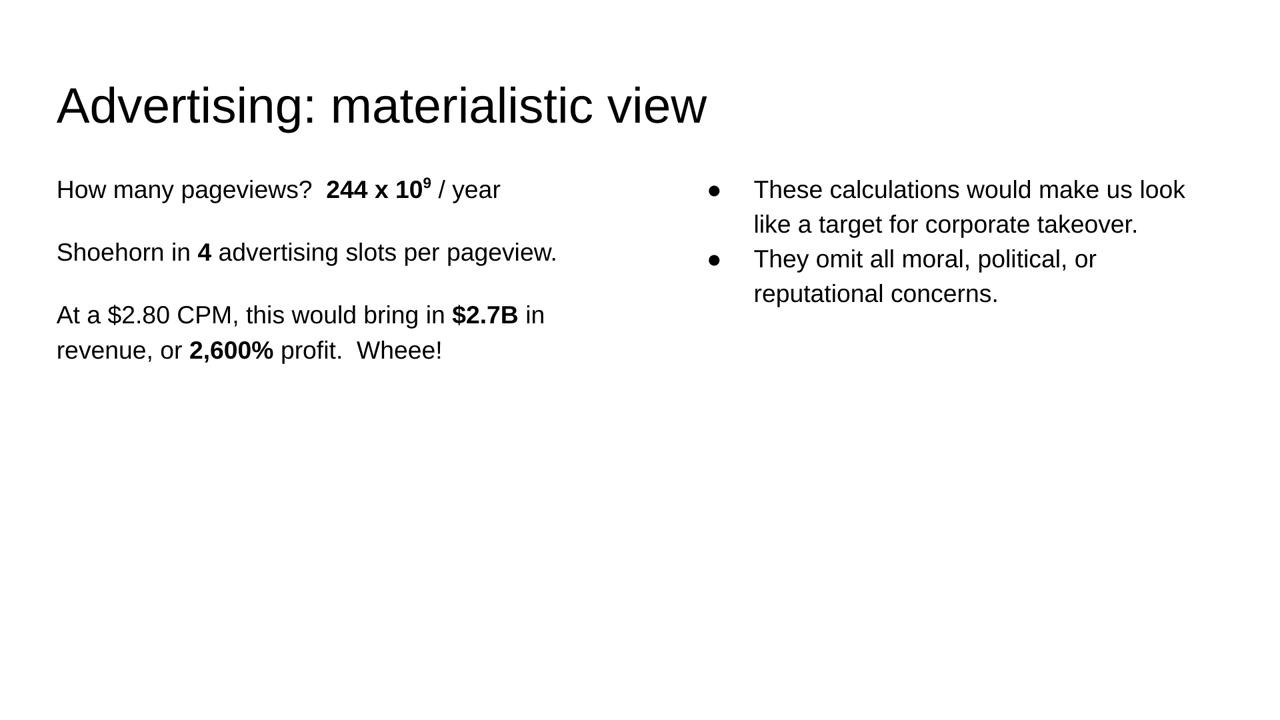 Advertising: materialistic view
How many pageviews?  244 x 10⁹ / year
Shoehorn in 4 advertising slots per pageview.
At a $2.80 CPM, this would bring in $2.7B in
revenue, or 2,600% profit.  Wheee!
● These calculations would make us look
like a target for corporate takeover.
● They omit all moral, political, or
reputational concerns.